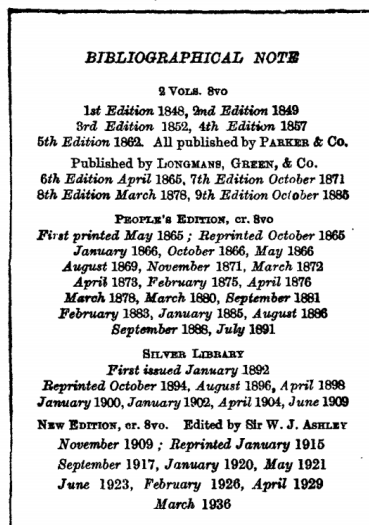 BIBLIOGRAPHICAL NOTE
2 VOLS. 8vo
1st Edition 1848, 2nd Edition 1849
3rd Edition 1852, 4th Edition 1857
5th Edition 1862. All published by PARKER & Co.
Published by LONGMANS, GREEN, & Co.
6th Edition April 1865, 7th Edition October 1871
8th Edition March 1878, 9th Edition October 1885
PEOPLE'S EDITION, cr. 8vo
First printed May 1865; Reprinted October 1865
January 1866, October 1866, May 1866
August 1869, November 1871, March 1872
April 1873, February 1875, April 1876
March 1878, March 1880, September 1881
February 1883, January 1885, August 1886
September 1888, July 1891
SILVER LIBRARY
First issued January 1892
Reprinted October 1894, August 1896, April 1898
January 1900, January 1902, April 1904, June 1909
NEW EDITION, cr. 8vo. Edited by Sir W. J. ASHLEY
November 1909; Reprinted January 1915
September 1917, January 1920, May 1921
June 1923, February 1926, April 1929
March 1936